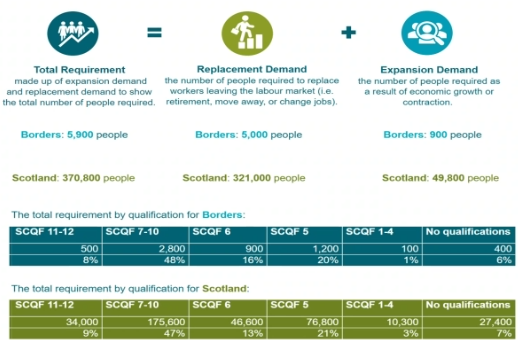 =
+
Total Requirement
made up of expansion demand
and replacement demand to show
the total number of people required.
Replacement Demand
the number of people required to replace
workers leaving the labour market (i.e.
retirement, move away, or change jobs).
Expansion Demand
the number of people required as
a result of economic growth or
contraction.
Borders: 5,900 people
Borders: 5,000 people
Borders: 900 people
Scotland: 370,800 people
Scotland: 321,000 people
Scotland: 49,800 people
The total requirement by qualification for Borders:
SCQF 11-12 SCQF 7-10 SCQF 6 SCQF 5 SCQF 1-4 No qualifications
500 2,800 900 1,200 100 400
8% 48% 16% 20% 1% 6%
The total requirement by qualification for Scotland:
SCQF 11-12 SCQF 7-10 SCQF 6 SCQF 5 SCQF 1-4 No qualifications
34,000 175,600 46,600 76,800 10,300 27,400
9% 47% 13% 21% 3% 7%